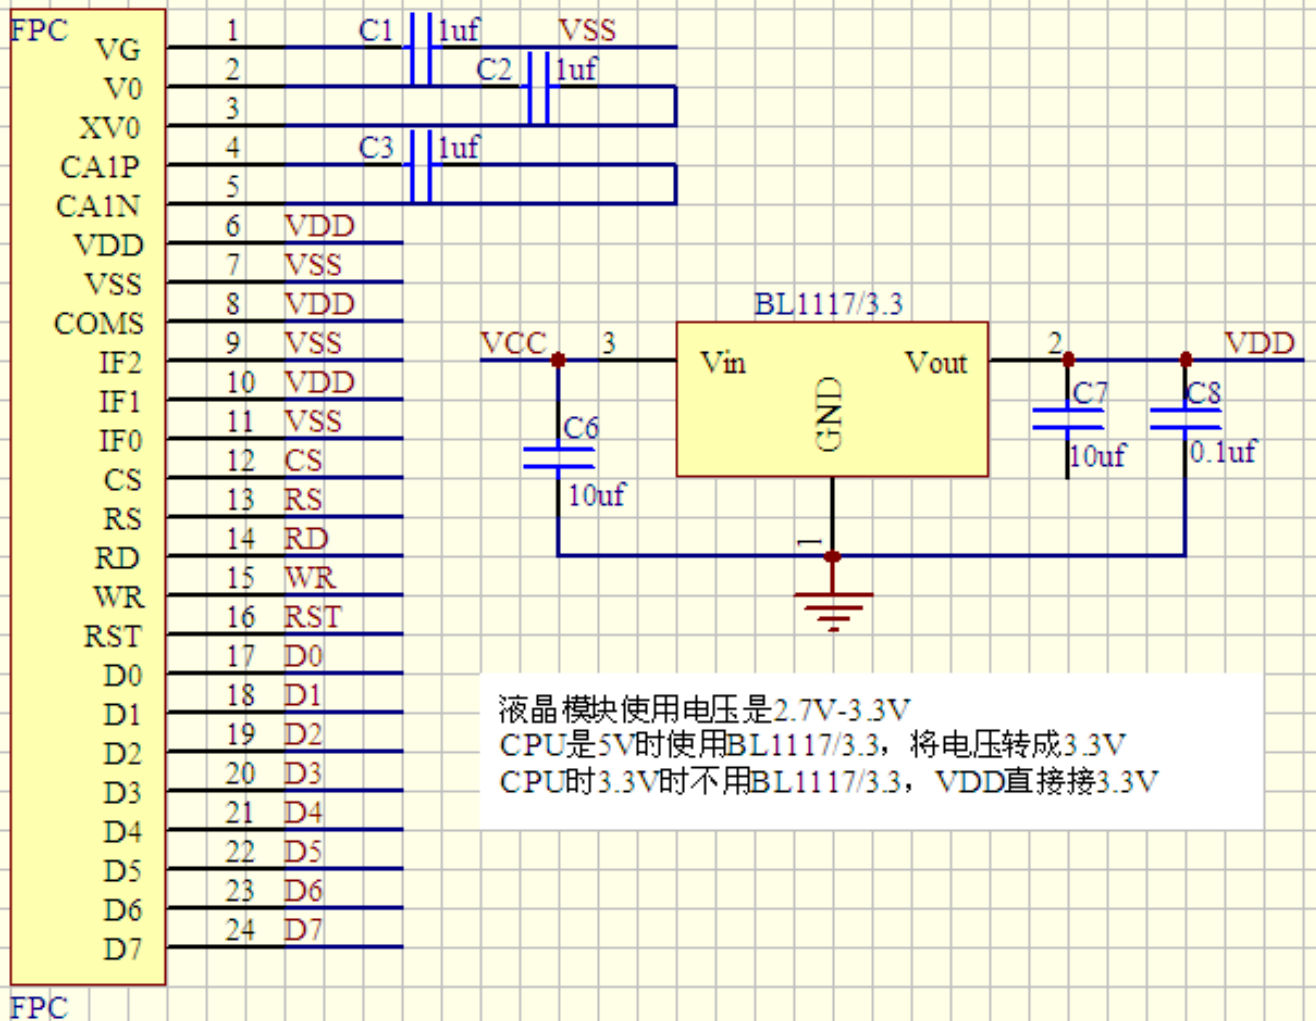 FPC
VG 1 C1 1uf VSS
V0 2 C2 1uf
XV0 3
CA1P 4 C3 1uf
CA1N 5
VDD 6 VDD
VSS 7 VSS
COMS 8 VDD
IF2 9 VSS
IF1 10 VDD
IF0 11 VSS
CS 12 CS
RS 13 RS
RD 14 RD
WR 15 WR
RST 16 RST
D0 17 D0
D1 18 D1
D2 19 D2
D3 20 D3
D4 21 D4
D5 22 D5
D6 23 D6
D7 24 D7
FPC
BL1117/3.3
VCC 3 Vin Vout 2 VDD
GND
C6
10uf
C7
10uf
C8
0.1uf
1
液晶模块使用电压是2.7V-3.3V
CPU是5V时使用BL1117/3.3，将电压转成3.3V
CPU时3.3V时不用BL1117/3.3，VDD直接接3.3V